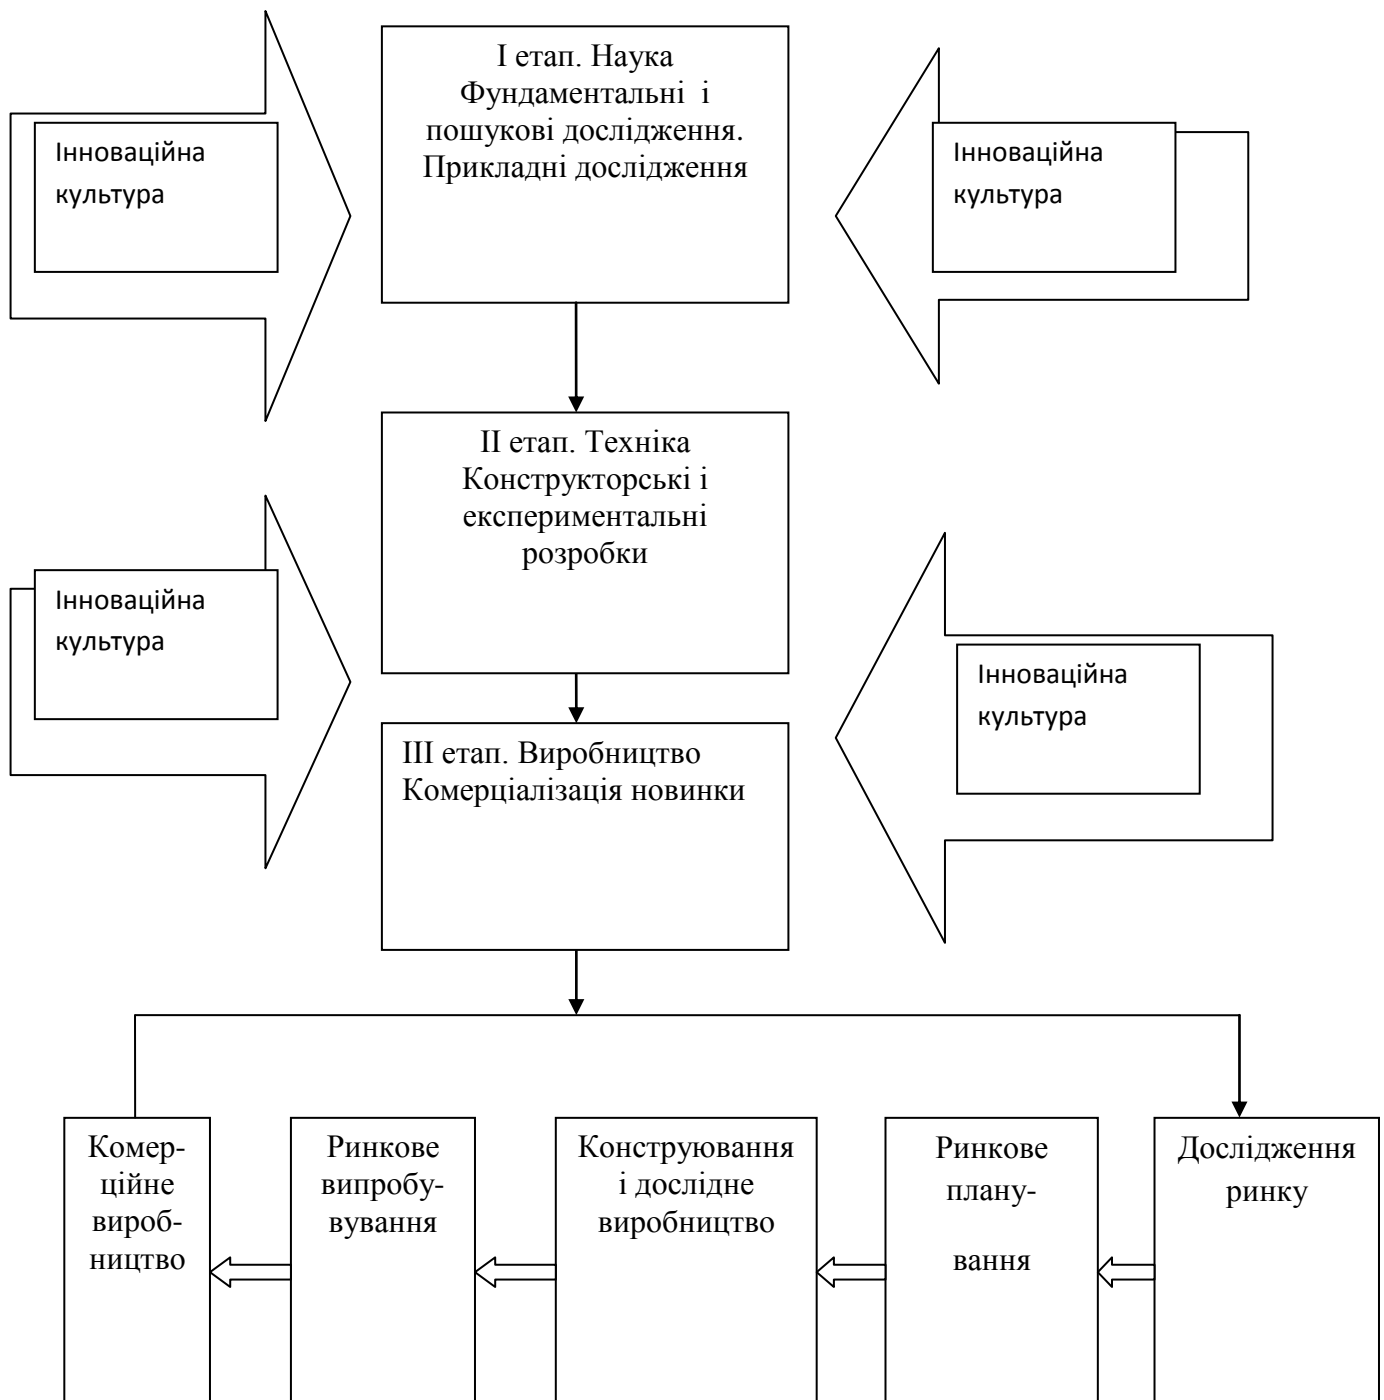 І етап. Наука
Фундаментальні і
пошукові дослідження.
Прикладні дослідження
Інноваційна
культура
Інноваційна
культура
ІІ етап. Техніка
Конструкторські і
експериментальні
розробки
Інноваційна
культура
Інноваційна
культура
ІІІ етап. Виробництво
Комерціалізація новинки
Комер-
ційне
вироб-
ництво
Ринкове
випробу-
вування
Конструювання
і дослідне
виробництво
Ринкове
плану-
вання
Дослідження
ринку